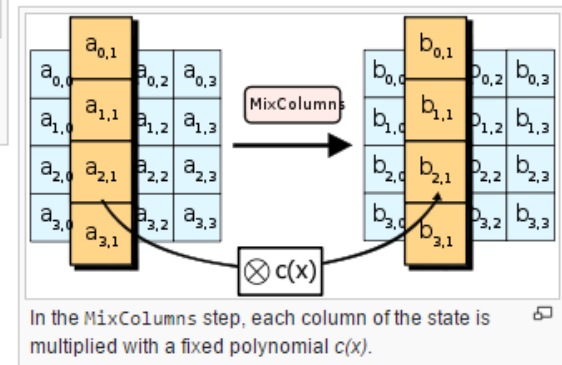 a0,1 b0,1
a0,0 a0,2 a0,3 b0,0 b0,2 b0,3
MixColumns
a1,1 b1,1
a1,0 a1,2 a1,3 b1,0 b1,2 b1,3
a2,0 a2,1 a2,2 a2,3 b2,0 b2,1 b2,2 b2,3
a3,0 a3,2 a3,3 b3,0 b3,2 b3,3
a3,1 b3,1
⊗ c(x)
In the MixColumns step, each column of the state is
multiplied with a fixed polynomial c(x).